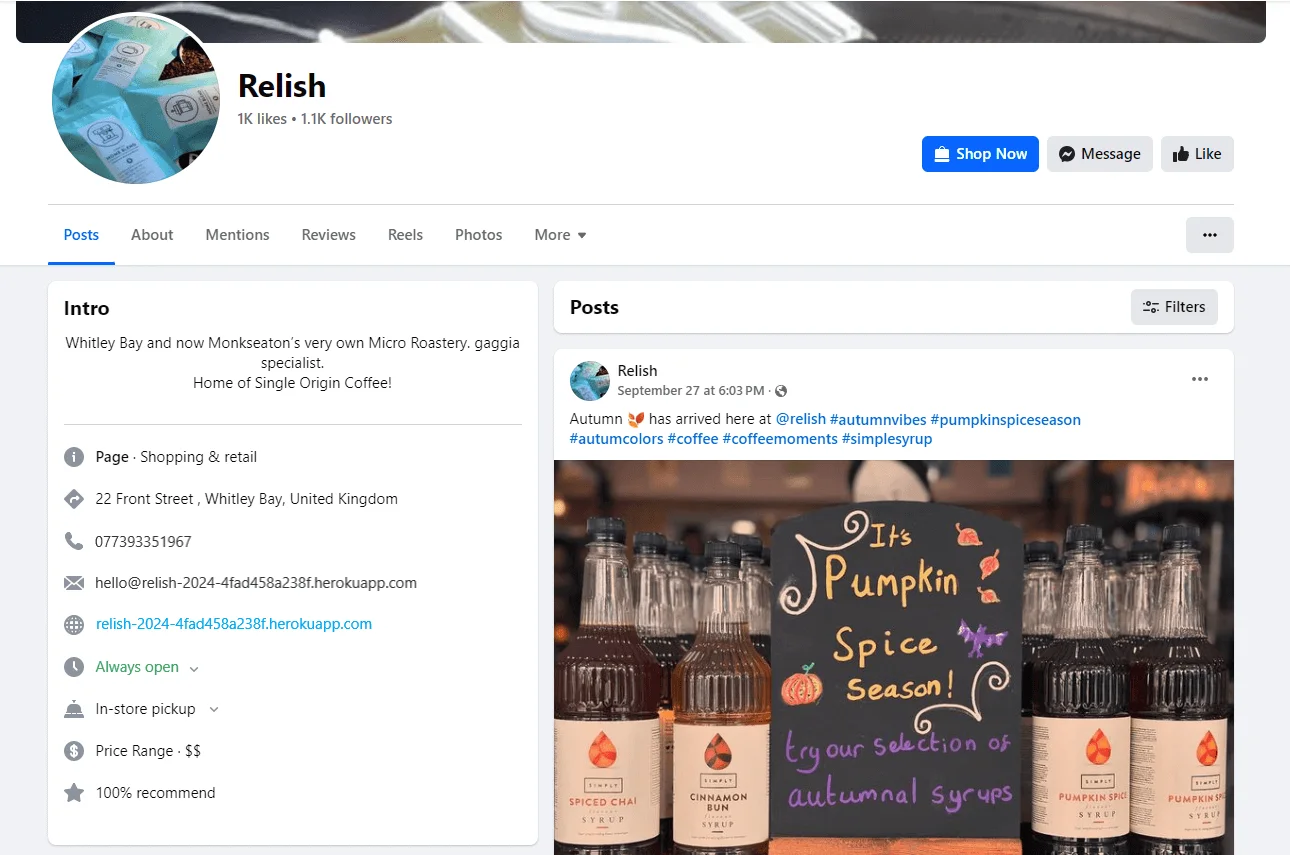 Relish
1K likes • 1.1K followers
Shop Now
Message
Like
Posts
About
Mentions
Reviews
Reels
Photos
More
Intro
Whitley Bay and now Monkseaton's very own Micro Roastery. gaggia
specialist.
Home of Single Origin Coffee!
Page · Shopping & retail
22 Front Street , Whitley Bay, United Kingdom
077393351967
hello@relish-2024-4fad458a238f.herokuapp.com
relish-2024-4fad458a238f.herokuapp.com
Always open
In-store pickup
Price Range · $$
100% recommend
Posts
Filters
Relish
September 27 at 6:03 PM ·
Autumn 🍂 has arrived here at @relish #autumnvibes #pumpkinspiceseason
#autumcolors #coffee #coffeemoments #simplesyrup
It's
Pumpkin
Spice
Season!
try our selection of
autumnal syrups
SIMPLY
SPICED CHAI
flavour
SYRUP
SIMPLY
CINNAMON
BUN
flavour
SYRUP
SIMPLY
PUMPKIN SPICE
flavour
SYRUP
SIMPLY
PUMPKIN SPIC
flavour
SYRUP